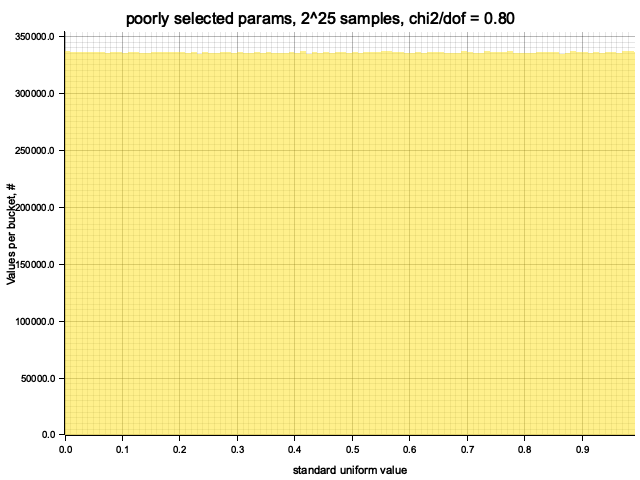 poorly selected params, 2^25 samples, chi2/dof = 0.80
350000.0
300000.0
250000.0
200000.0
150000.0
100000.0
50000.0
0.0
Values per bucket, #
0.0 0.1 0.2 0.3 0.4 0.5 0.6 0.7 0.8 0.9
standard uniform value